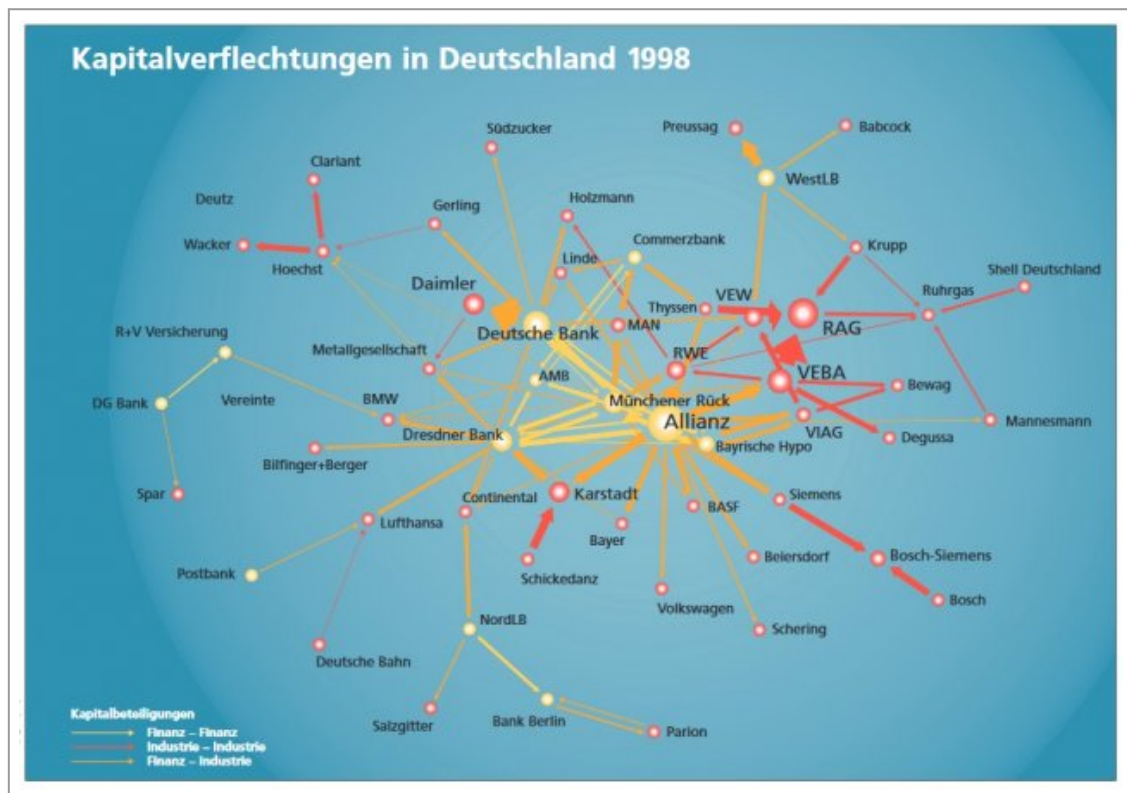 Kapitalverflechtungen in Deutschland 1998
Südzucker
Preussag
Babcock
Clariant
WestLB
Deutz
Gerling
Holzmann
Wacker
Commerzbank
Krupp
Hoechst
Linde
Shell Deutschland
Daimler
Thyssen
VEW
Ruhrgas
R+V Versicherung
Deutsche Bank
MAN
RAG
Metallgesellschaft
RWE
AMB
VEBA
DG Bank
Vereinte
BMW
Münchener Rück
Bewag
Dresdner Bank
Allianz
VIAG
Mannesmann
Bayrische Hypo
Degussa
Bilfinger+Berger
Spar
Continental
Karstadt
Siemens
Lufthansa
BASF
Bayer
Beiersdorf
Bosch-Siemens
Postbank
Schickedanz
Volkswagen
Bosch
NordLB
Schering
Deutsche Bahn
Salzgitter
Bank Berlin
Parion
Kapitalbeteiligungen
Finanz – Finanz
Industrie – Industrie
Finanz – Industrie